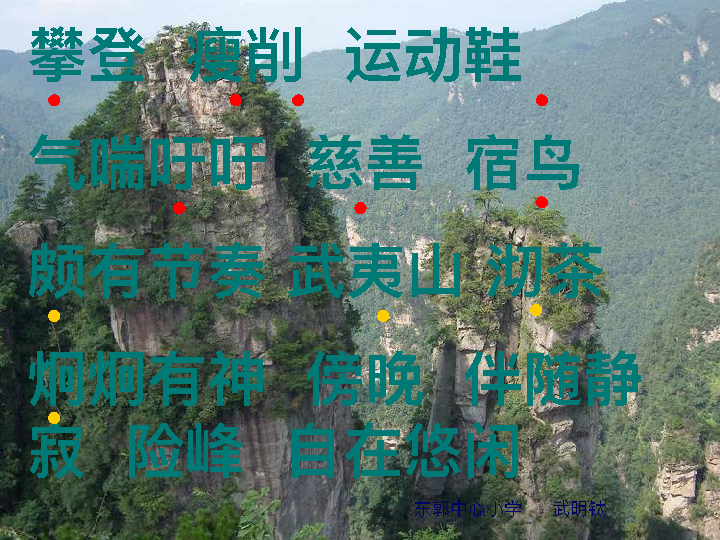 攀登 瘦削 运动鞋
气喘吁吁 慈善 宿鸟
颇有节奏 武夷山 沏茶
炯炯有神 傍晚 伴随静
寂 险峰 自在悠闲
东郭中心小学 武明钛